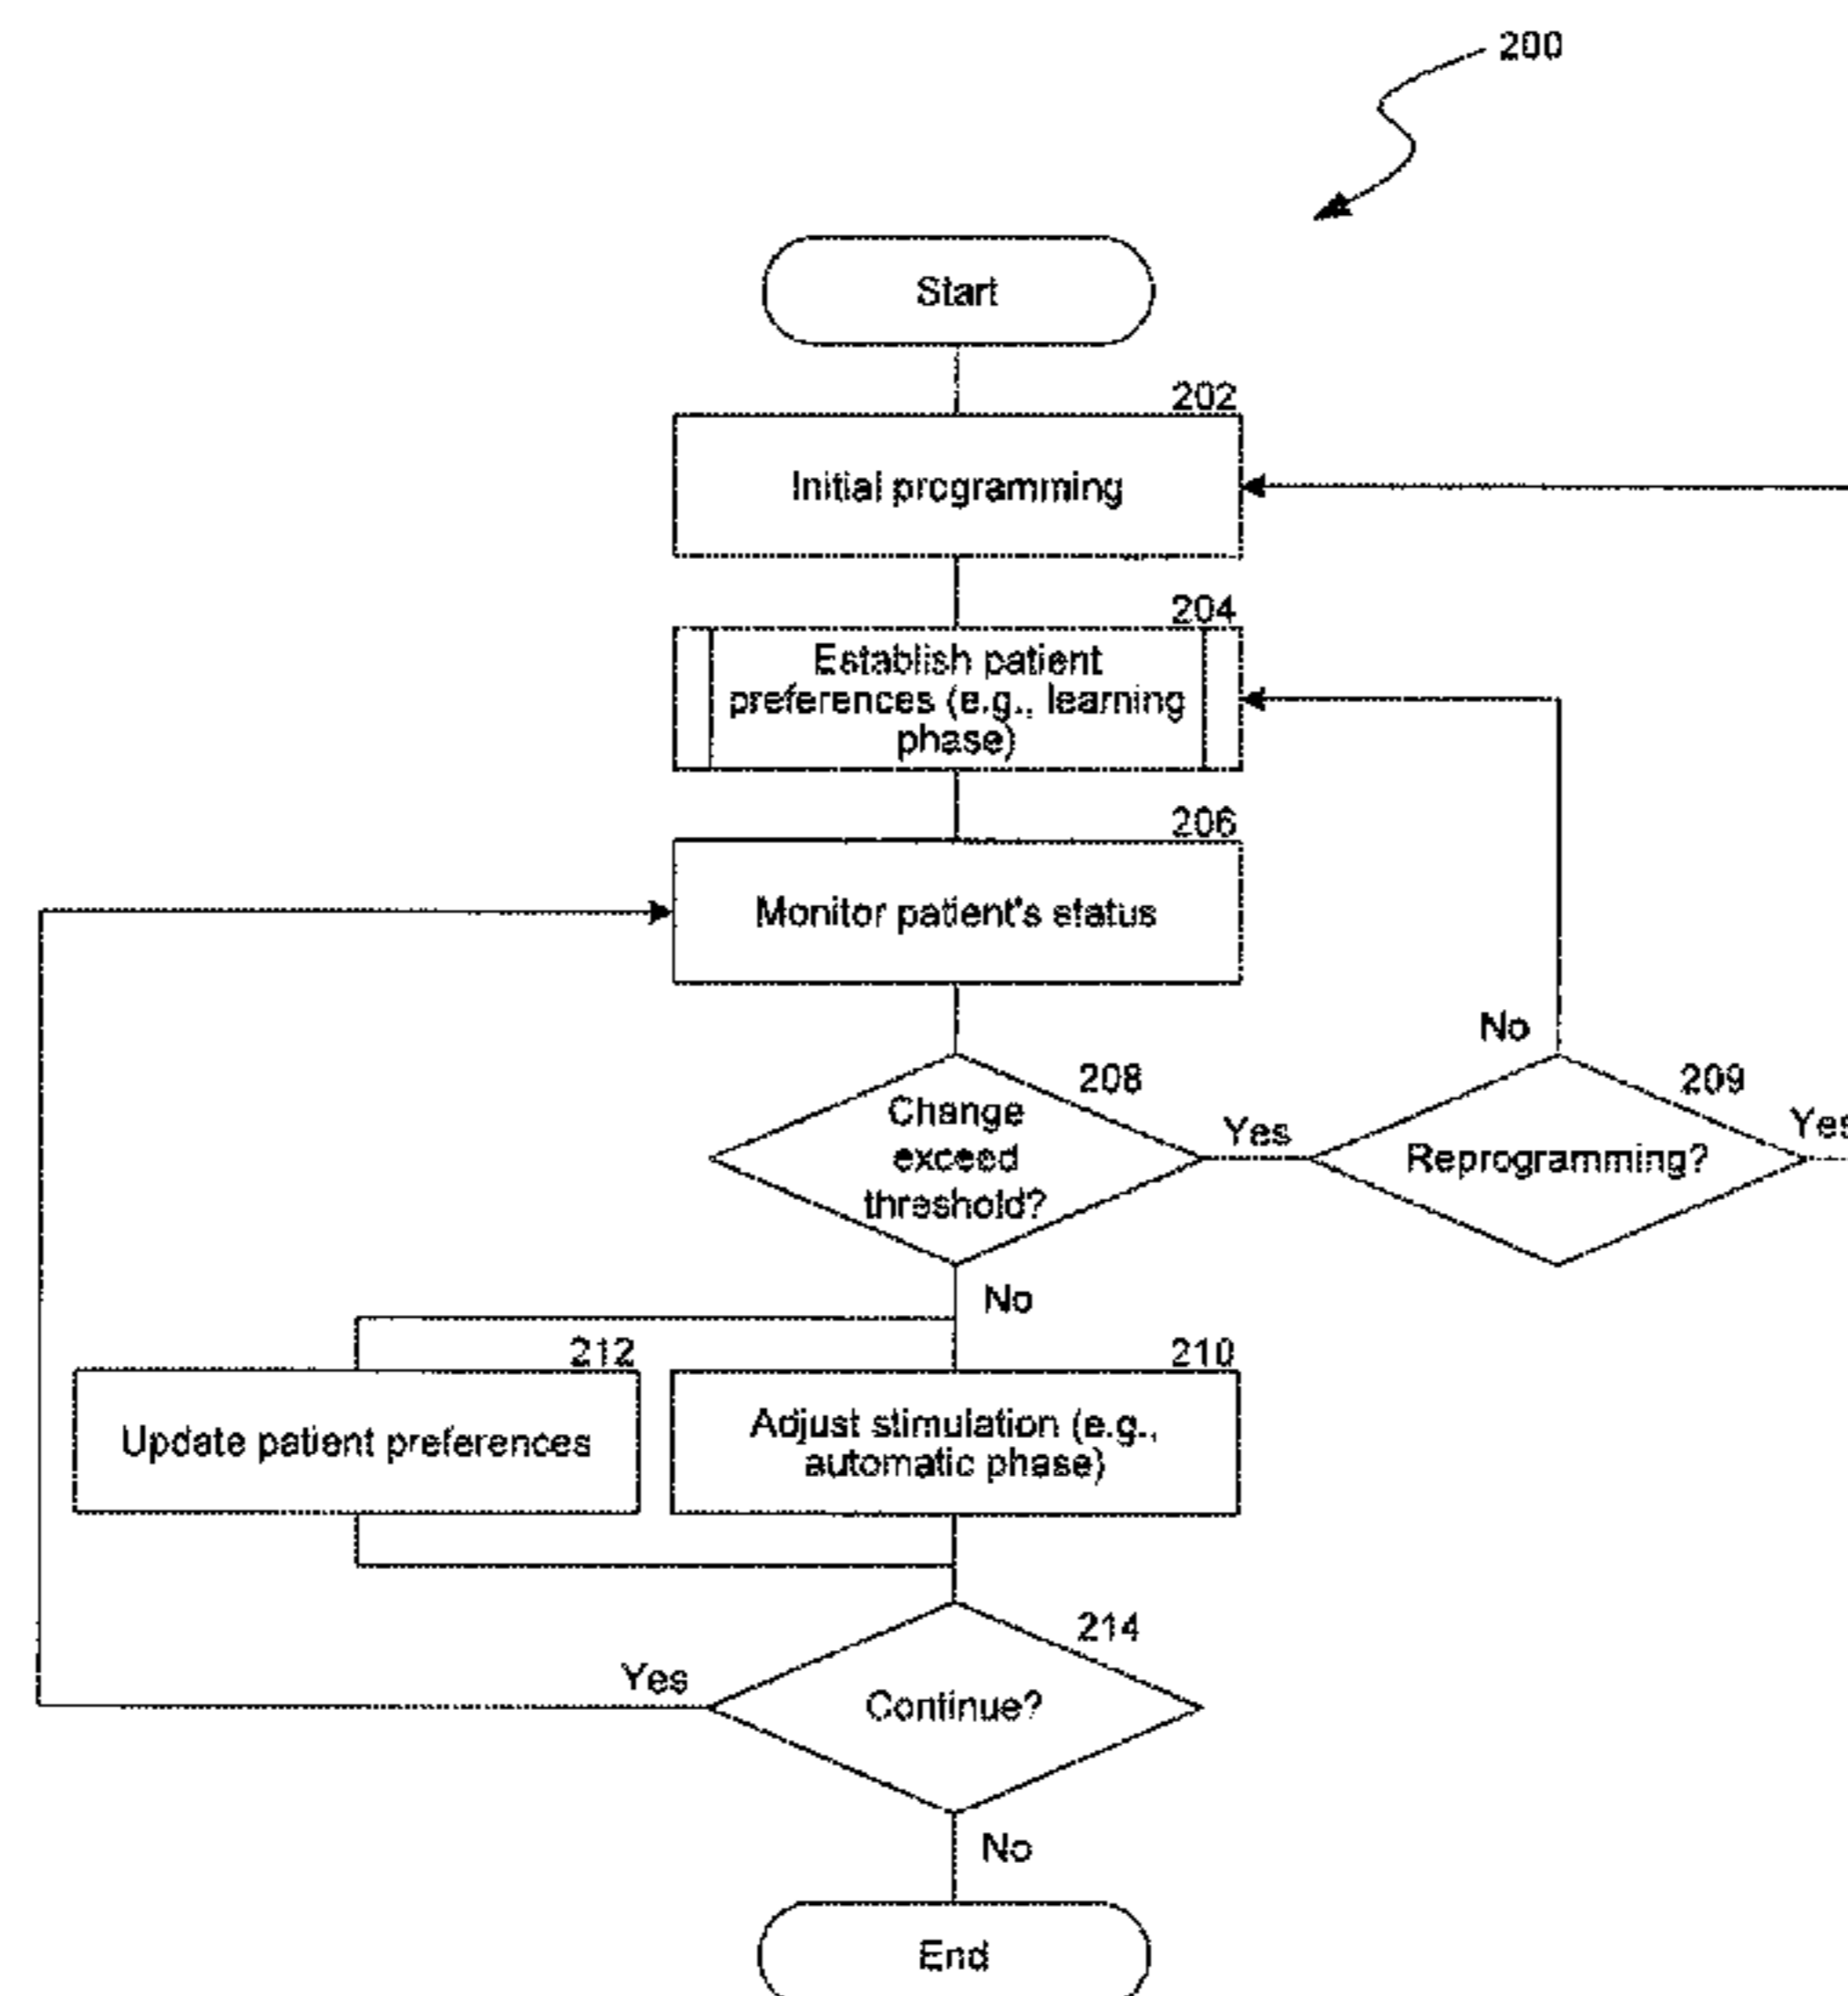 200
Start
202
Initial programming
204
Establish patient
preferences (e.g., learning
phase)
206
Monitor patient's status
No
208
209
Change
exceed
threshold?
Yes
Reprogramming?
Yes
No
212
210
Update patient preferences
Adjust stimulation (e.g.,
automatic phase)
214
Yes
Continue?
No
End